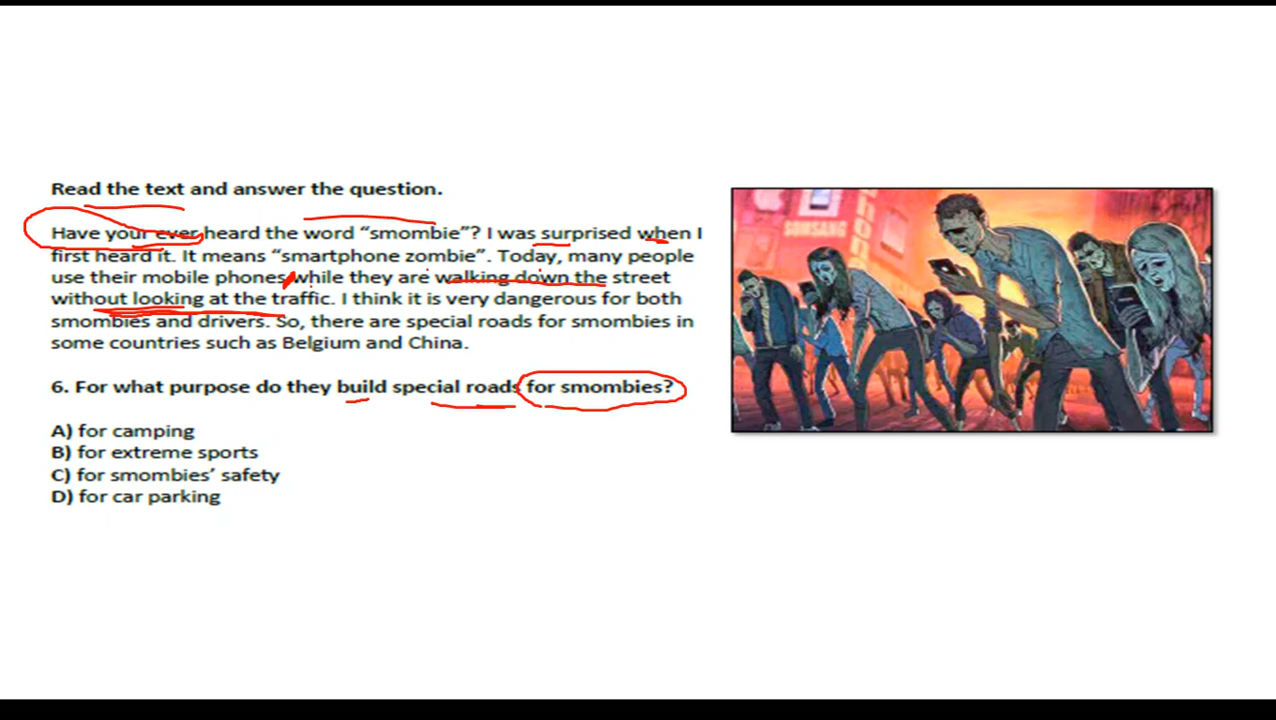 Read the text and answer the question.
Have your ever heard the word “smombie”? I was surprised when I
first heard it. It means “smartphone zombie”. Today, many people
use their mobile phones while they are walking down the street
without looking at the traffic. I think it is very dangerous for both
smombies and drivers. So, there are special roads for smombies in
some countries such as Belgium and China.
6. For what purpose do they build special roads for smombies?
A) for camping
B) for extreme sports
C) for smombies’ safety
D) for car parking
SOMSANG